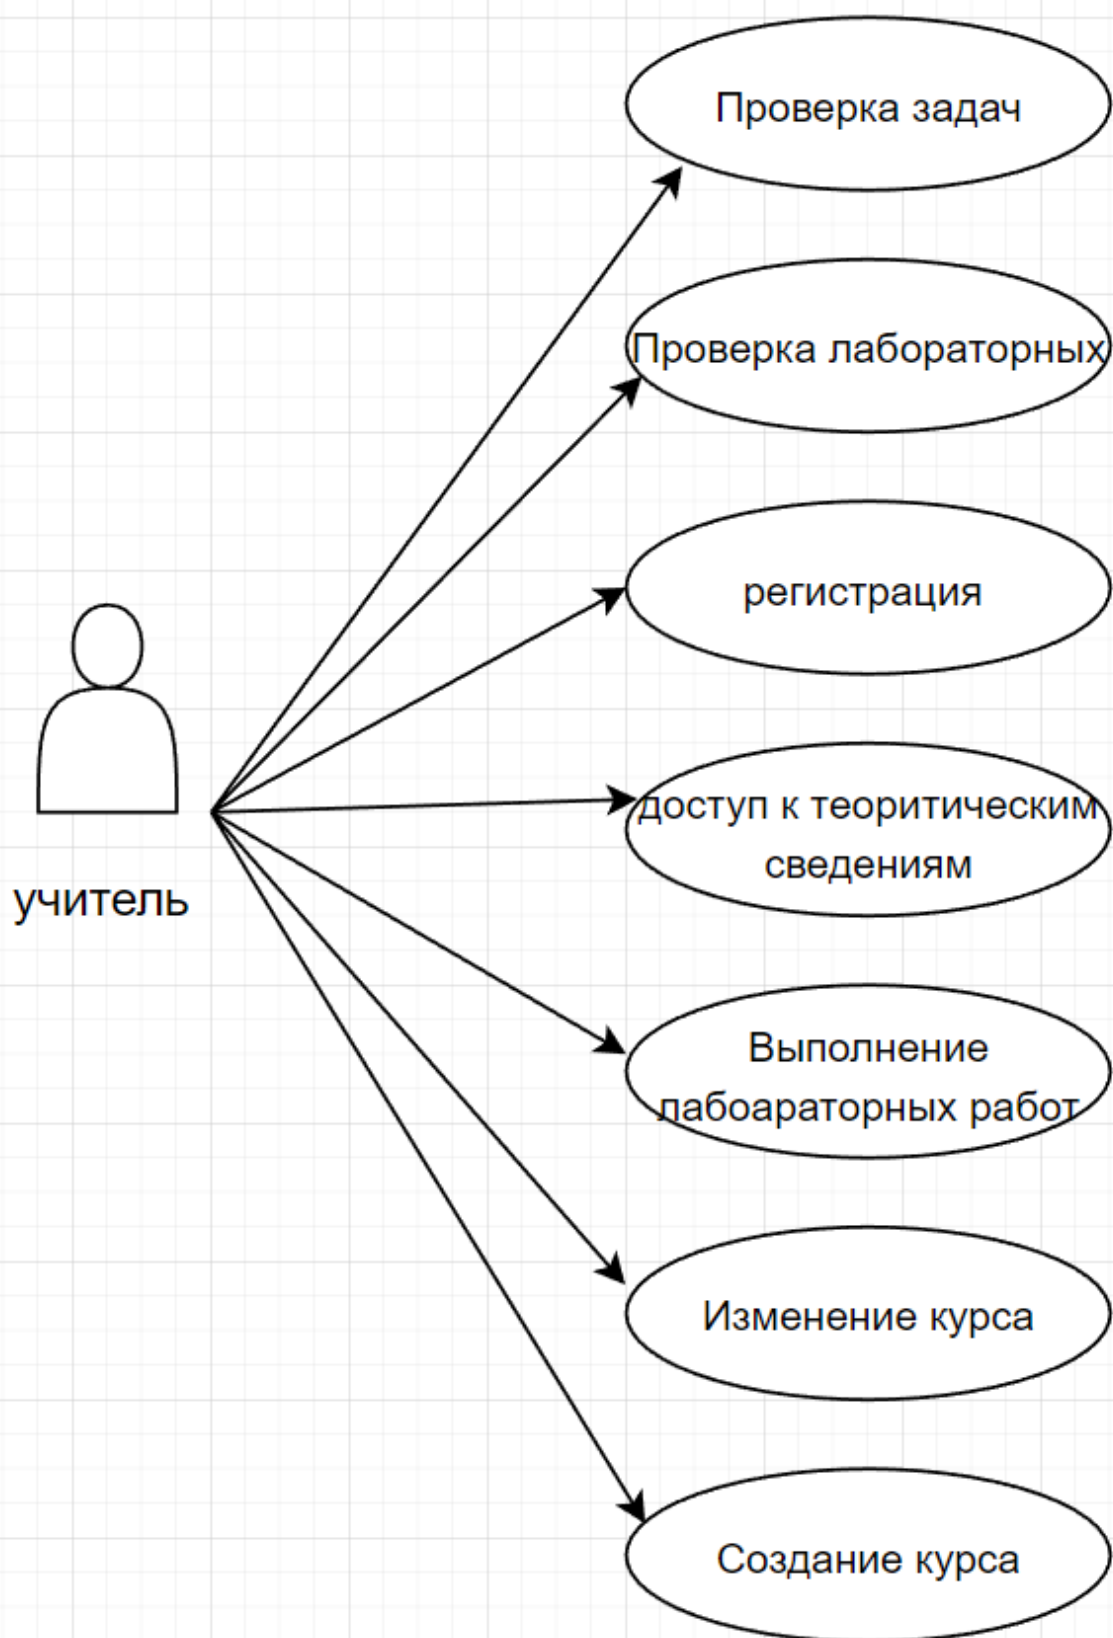 Проверка задач
Проверка лабораторных
регистрация
доступ к теоритическим
сведениям
учитель
Выполнение
лабоараторных работ
Изменение курса
Создание курса